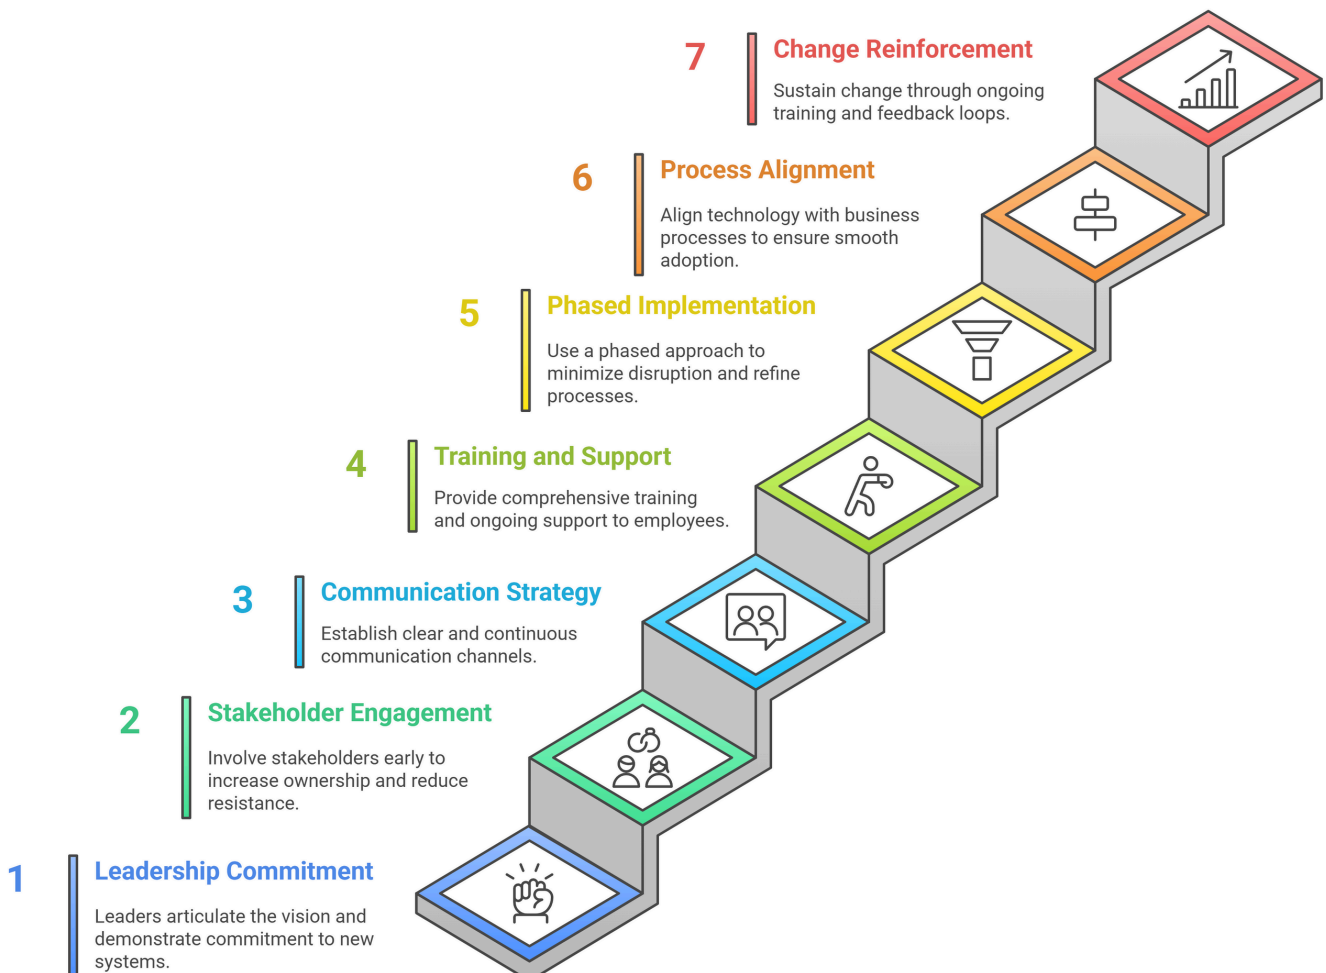 7
Change Reinforcement
Sustain change through ongoing
training and feedback loops.
6
Process Alignment
Align technology with business
processes to ensure smooth
adoption.
5
Phased Implementation
Use a phased approach to
minimize disruption and refine
processes.
4
Training and Support
Provide comprehensive training
and ongoing support to employees.
3
Communication Strategy
Establish clear and continuous
communication channels.
2
Stakeholder Engagement
Involve stakeholders early to
increase ownership and reduce
resistance.
1
Leadership Commitment
Leaders articulate the vision and
demonstrate commitment to new
systems.